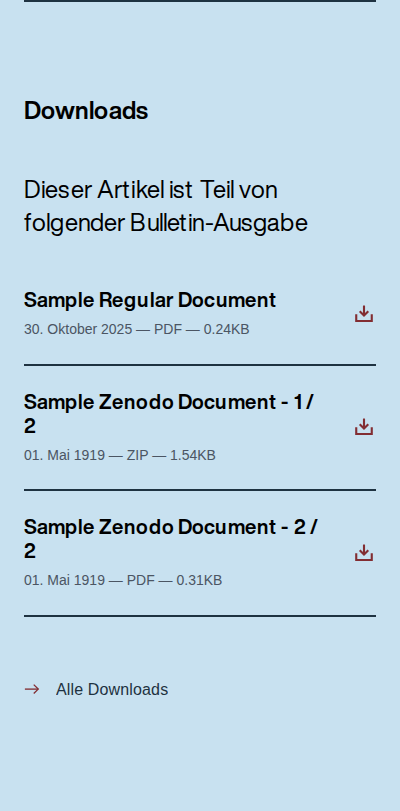 Downloads
Dieser Artikel ist Teil von
folgender Bulletin-Ausgabe
Sample Regular Document
30. Oktober 2025 — PDF — 0.24KB
Sample Zenodo Document - 1 /
2
01. Mai 1919 — ZIP — 1.54KB
Sample Zenodo Document - 2 /
2
01. Mai 1919 — PDF — 0.31KB
Alle Downloads